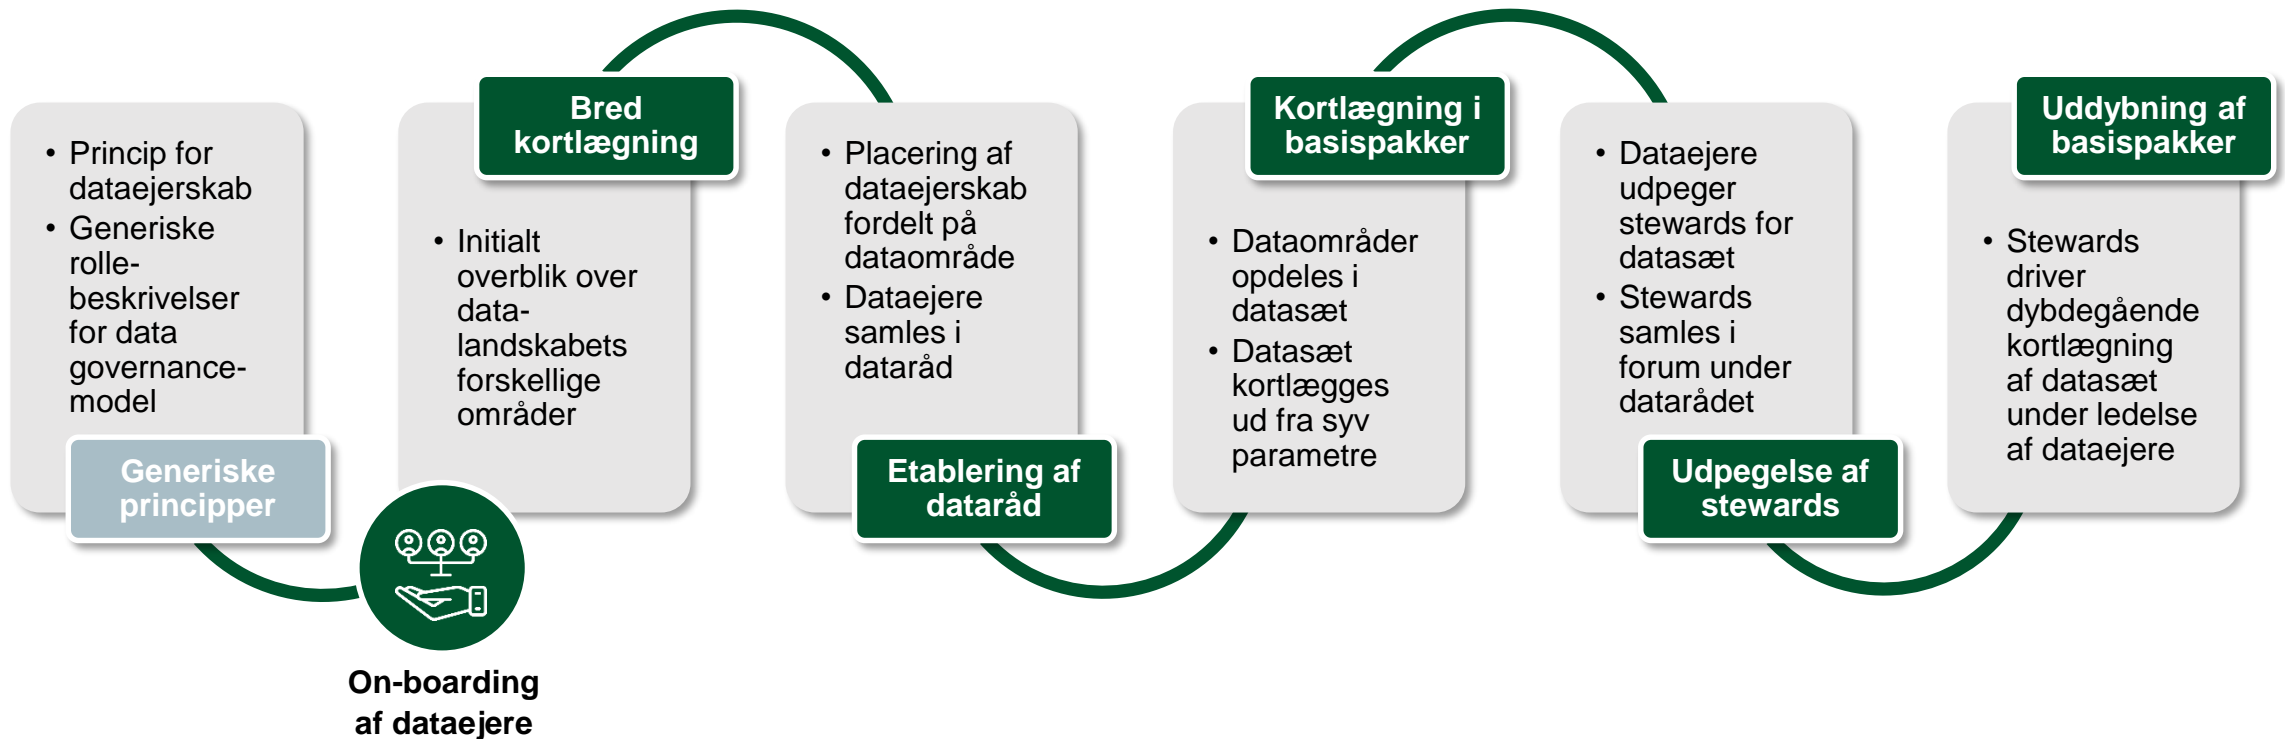 • Princip for
dataejerskab
• Generiske
rolle-
beskrivelser
for data
governance-
model
Generiske
principper
On-boarding
af dataejere
Bred
kortlægning
• Initialt
overblik over
data-
landskabets
forskellige
områder
• Placering af
dataejerskab
fordelt på
dataområde
• Dataejere
samles i
dataråd
Etablering af
dataråd
Kortlægning i
basispakker
• Dataområder
opdeles i
datasæt
• Datasæt
kortlægges
ud fra syv
parametre
• Dataejere
udpeger
stewards for
datasæt
• Stewards
samles i
forum under
datarådet
Udpegelse af
stewards
Uddybning af
basispakker
• Stewards
driver
dybdegående
kortlægning
af datasæt
under ledelse
af dataejere